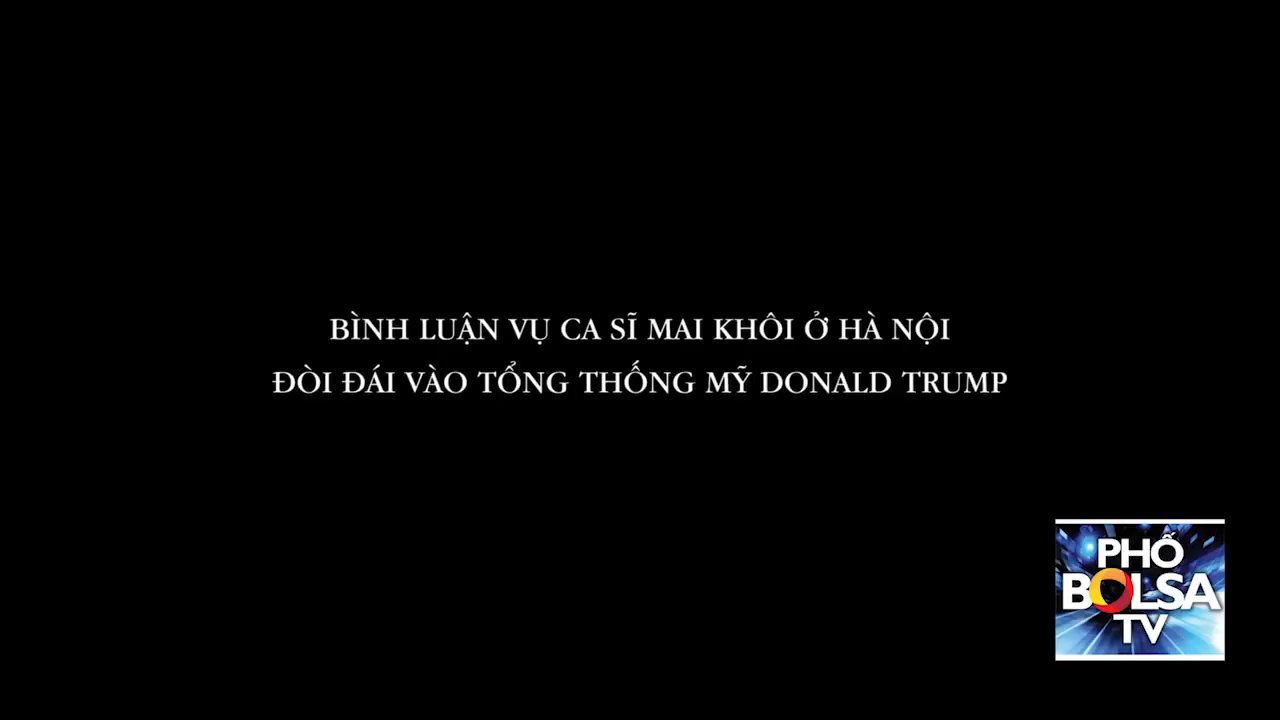 BÌNH LUẬN VỤ CA SĨ MAI KHÔI Ở HÀ NỘI
ĐÒI ĐÁI VÀO TỔNG THỐNG MỸ DONALD TRUMP
PHỐ
BOLSA
TV